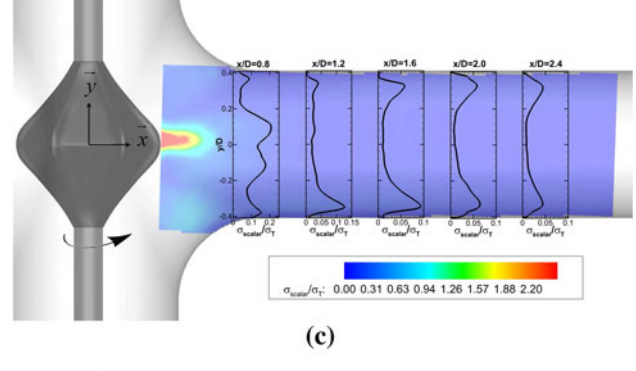 x/D=0.8 x/D=1.2 x/D=1.6 x/D=2.0 x/D=2.4
0.4
0.2
0
-0.2
-0.4
y/D
y
x
0 0.1 0.2 0 0.05 0.1 0.15 0 0.05 0.1 0 0.05 0.1 0 0.05 0.1
σscalar/σT σscalar/σT σscalar/σT σscalar/σT σscalar/σT
σscalar/σT: 0.00 0.31 0.63 0.94 1.26 1.57 1.88 2.20
(c)